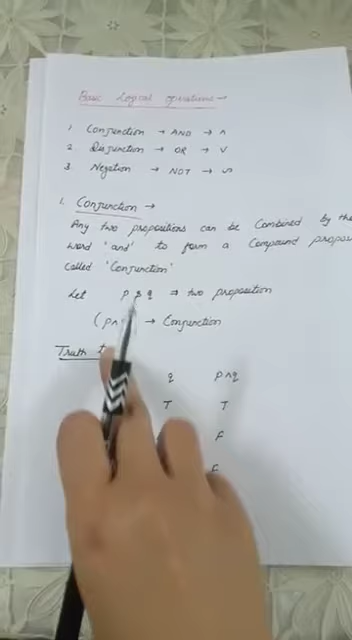 Basic Logical operations →
1. Conjunction → AND → ∧
2. Disjunction → OR → ∨
3. Negation → NOT → ~
1. Conjunction →
Any two propositions can be Combined by the
word 'and' to form a Compound propos
called 'Conjunction'
Let p & q → two proposition
(p∧ → Conjunction
Truth t
q p∧q
T T
F
F